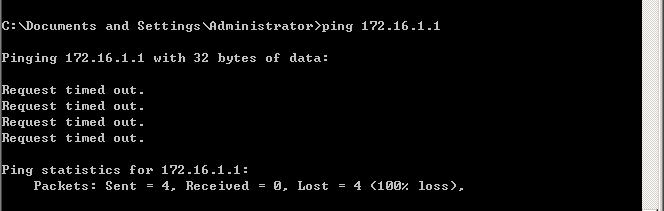 C:\Documents and Settings\Administrator>ping 172.16.1.1
Pinging 172.16.1.1 with 32 bytes of data:
Request timed out.
Request timed out.
Request timed out.
Request timed out.
Ping statistics for 172.16.1.1:
Packets: Sent = 4, Received = 0, Lost = 4 (100% loss),